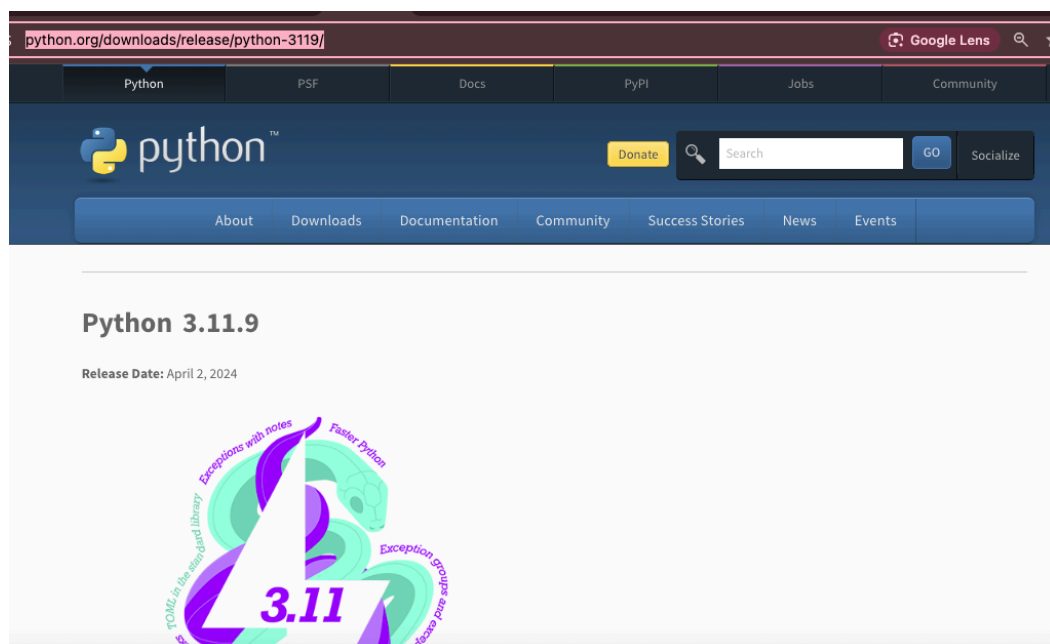 python.org/downloads/release/python-3119/ Google Lens
Python PSF Docs PyPI Jobs Community
python™
Donate Search GO Socialize
About Downloads Documentation Community Success Stories News Events
Python 3.11.9
Release Date: April 2, 2024
Exceptions with notes
Faster Python
TOML in the standard library
Exception groups and
3.11